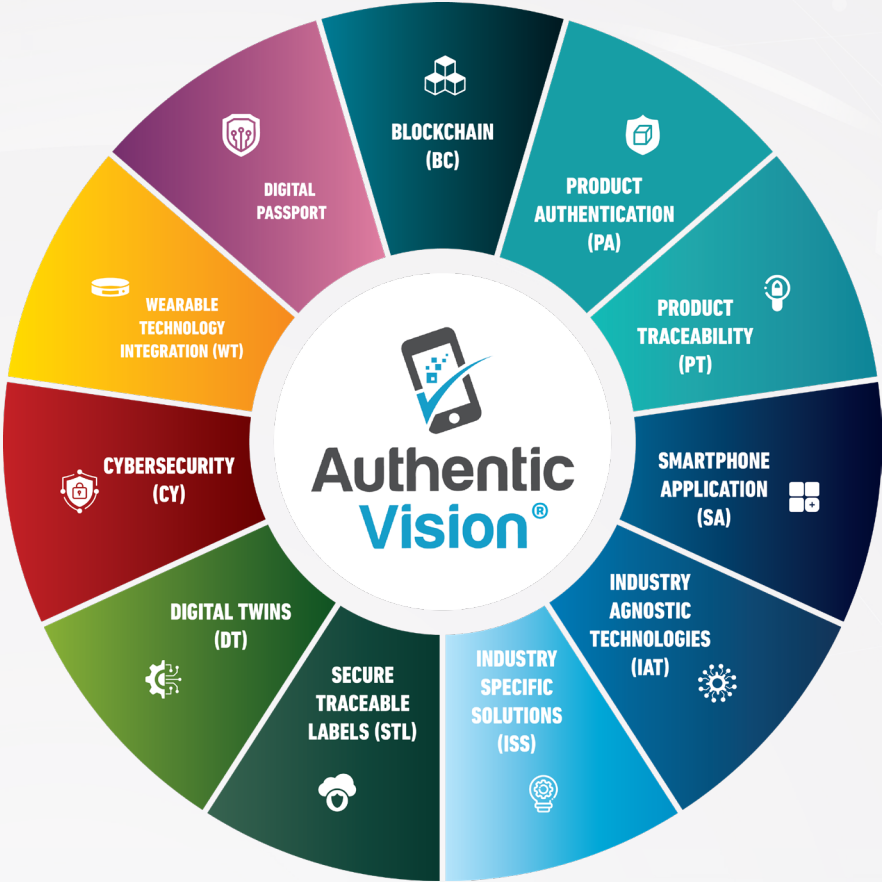 BLOCKCHAIN
(BC)
PRODUCT
AUTHENTICATION
(PA)
PRODUCT
TRACEABILITY
(PT)
SMARTPHONE
APPLICATION
(SA)
INDUSTRY
AGNOSTIC
TECHNOLOGIES
(IAT)
INDUSTRY
SPECIFIC
SOLUTIONS
(ISS)
SECURE
TRACEABLE
LABELS (STL)
DIGITAL TWINS
(DT)
CYBERSECURITY
(CY)
WEARABLE
TECHNOLOGY
INTEGRATION (WT)
DIGITAL
PASSPORT
Authentic
Vision®